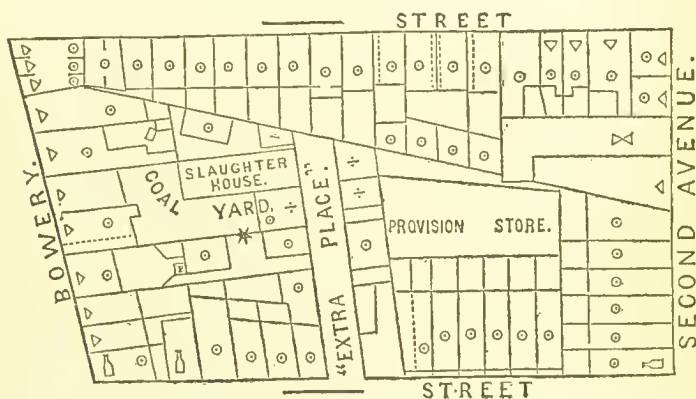 STREET
BOWERY.
SECOND AVENUE.
SLAUGHTER
HOUSE.
COAL YARD.
"EXTRA PLACE."
PROVISION STORE.
P
STREET